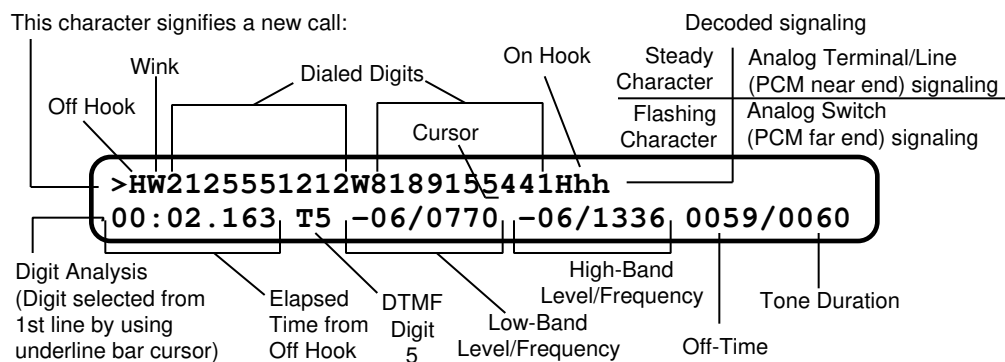 This character signifies a new call:
Decoded signaling
Wink
Dialed Digits
On Hook
Steady
Character
Analog Terminal/Line
(PCM near end) signaling
Off Hook
Cursor
Flashing
Character
Analog Switch
(PCM far end) signaling
>HW2125551212W8189155441Hhh
00:02.163 T5 -06/0770 -06/1336 0059/0060
Digit Analysis
(Digit selected from
1st line by using
underline bar cursor)
Elapsed
Time from
Off Hook
DTMF
Digit
5
Low-Band
Level/Frequency
High-Band
Level/Frequency
Off-Time
Tone Duration